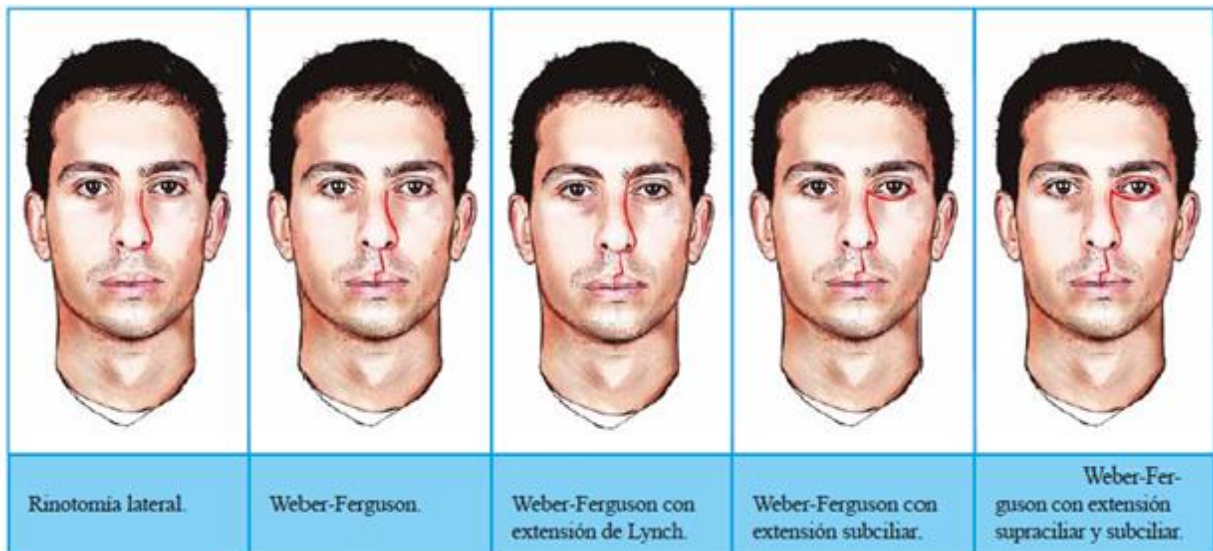 Rinotomía lateral.
Weber-Ferguson.
Weber-Ferguson con
extensión de Lynch.
Weber-Ferguson con
extensión subciliar.
Weber-Fer-
guson con extensión
supraciliar y subciliar.